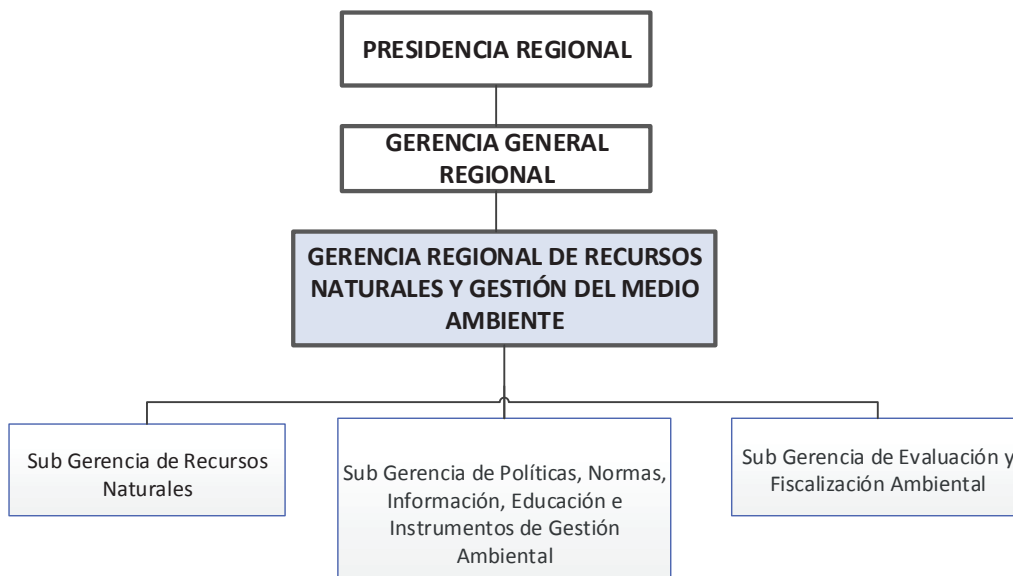 PRESIDENCIA REGIONAL
GERENCIA GENERAL
REGIONAL
GERENCIA REGIONAL DE RECURSOS
NATURALES Y GESTIÓN DEL MEDIO
AMBIENTE
Sub Gerencia de Recursos
Naturales
Sub Gerencia de Políticas, Normas,
Información, Educación e
Instrumentos de Gestión
Ambiental
Sub Gerencia de Evaluación y
Fiscalización Ambiental